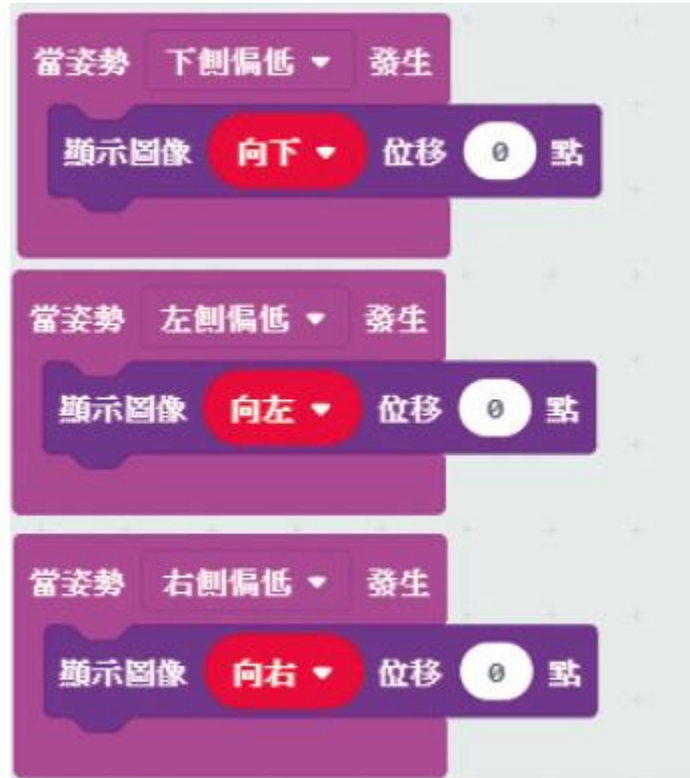 當姿勢 下側偏低 發生
顯示圖像 向下 位移 0 點
當姿勢 左側偏低 發生
顯示圖像 向左 位移 0 點
當姿勢 右側偏低 發生
顯示圖像 向右 位移 0 點